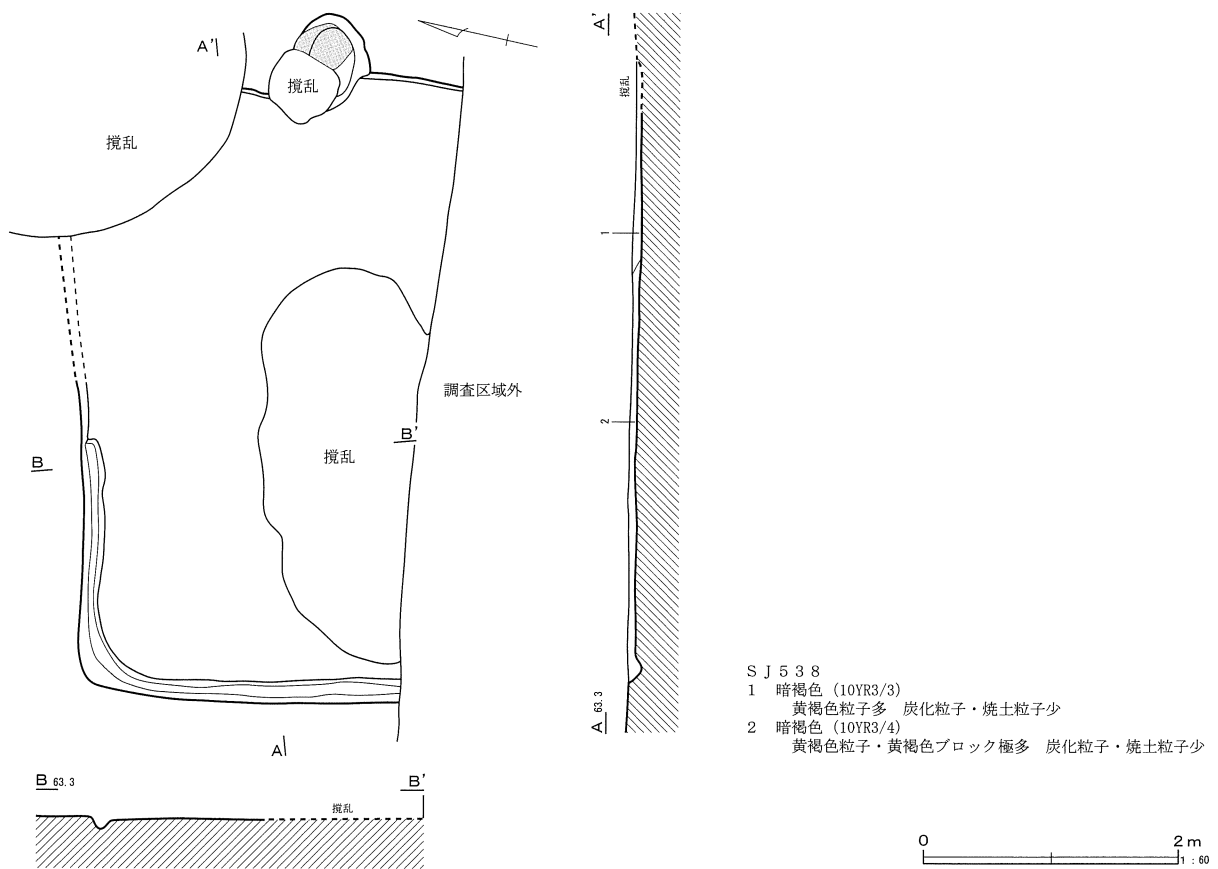 A'
撹乱
撹乱
調査区域外
B
B'
撹乱
A
B 63.3
B'
撹乱
A'
撹乱
1
2
A 63.3
SJ538
1 暗褐色(10YR3/3)
黄褐色粒子多 炭化粒子・焼土粒子少
2 暗褐色(10YR3/4)
黄褐色粒子・黄褐色ブロック極多 炭化粒子・焼土粒子少
0 2m
1:60